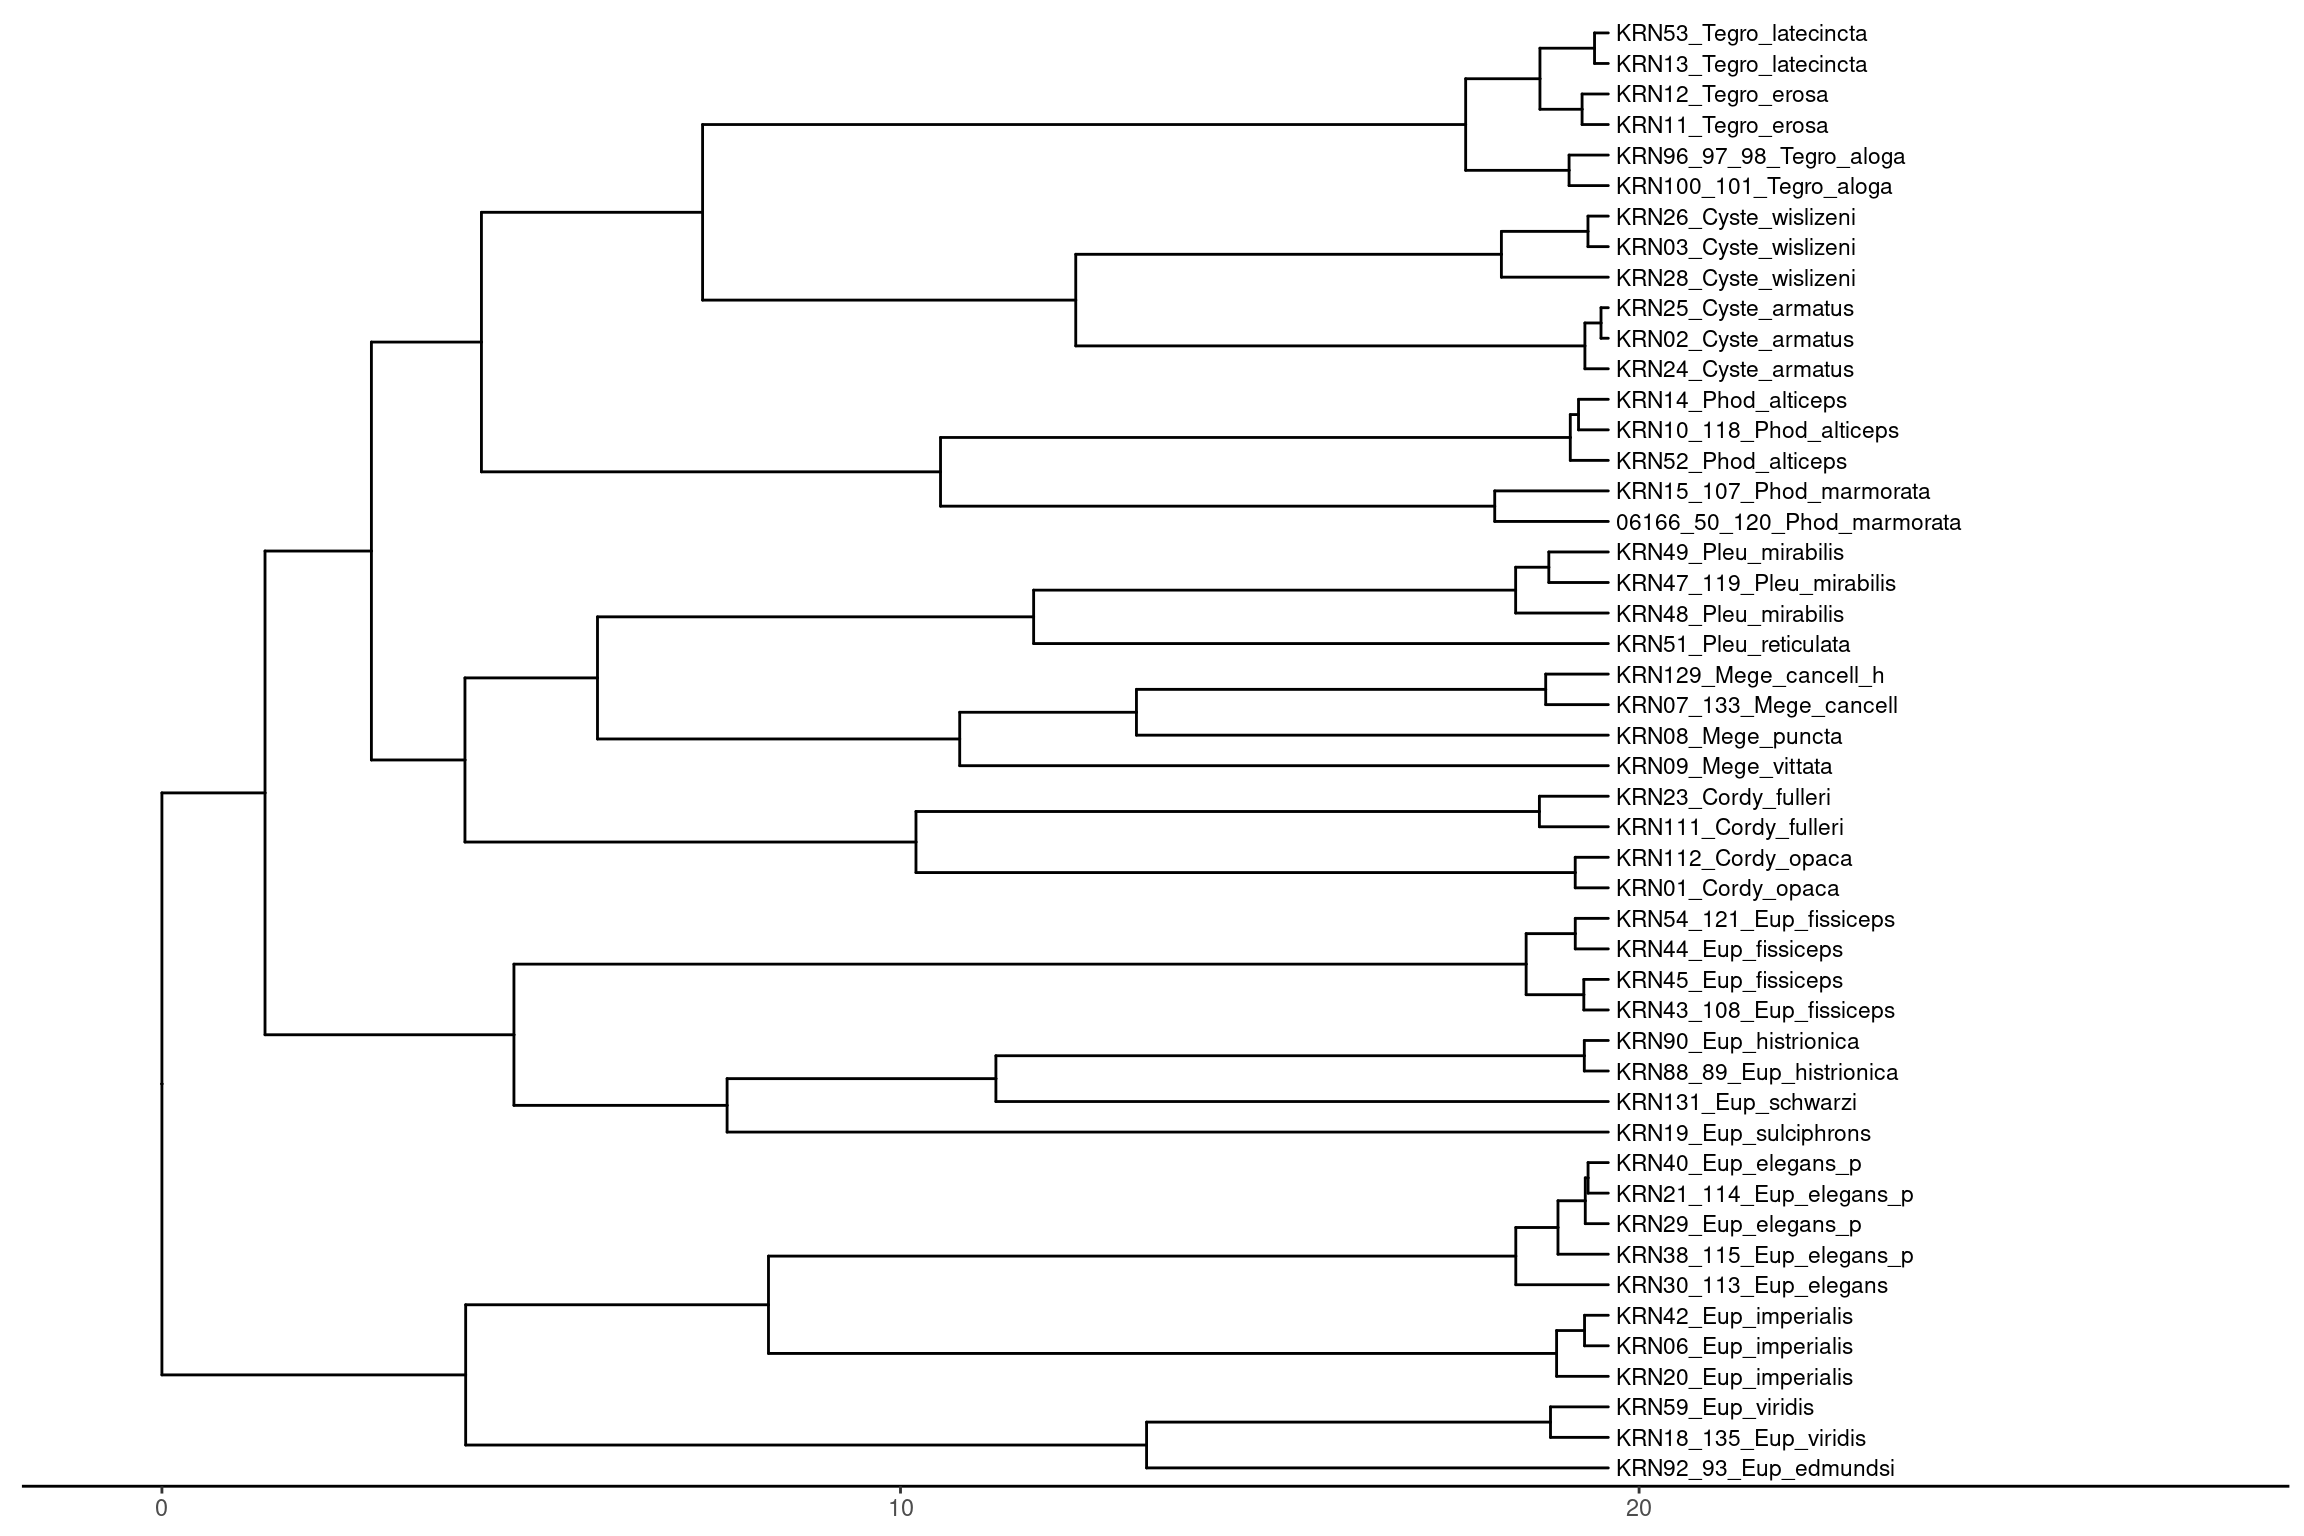 KRN53_Tegro_latecincta
KRN13_Tegro_latecincta
KRN12_Tegro_erosa
KRN11_Tegro_erosa
KRN96_97_98_Tegro_aloga
KRN100_101_Tegro_aloga
KRN26_Cyste_wislizeni
KRN03_Cyste_wislizeni
KRN28_Cyste_wislizeni
KRN25_Cyste_armatus
KRN02_Cyste_armatus
KRN24_Cyste_armatus
KRN14_Phod_alticeps
KRN10_118_Phod_alticeps
KRN52_Phod_alticeps
KRN15_107_Phod_marmorata
06166_50_120_Phod_marmorata
KRN49_Pleu_mirabilis
KRN47_119_Pleu_mirabilis
KRN48_Pleu_mirabilis
KRN51_Pleu_reticulata
KRN129_Mege_cancell_h
KRN07_133_Mege_cancell
KRN08_Mege_puncta
KRN09_Mege_vittata
KRN23_Cordy_fulleri
KRN111_Cordy_fulleri
KRN112_Cordy_opaca
KRN01_Cordy_opaca
KRN54_121_Eup_fissiceps
KRN44_Eup_fissiceps
KRN45_Eup_fissiceps
KRN43_108_Eup_fissiceps
KRN90_Eup_histrionica
KRN88_89_Eup_histrionica
KRN131_Eup_schwarzi
KRN19_Eup_sulciphrons
KRN40_Eup_elegans_p
KRN21_114_Eup_elegans_p
KRN29_Eup_elegans_p
KRN38_115_Eup_elegans_p
KRN30_113_Eup_elegans
KRN42_Eup_imperialis
KRN06_Eup_imperialis
KRN20_Eup_imperialis
KRN59_Eup_viridis
KRN18_135_Eup_viridis
KRN92_93_Eup_edmundsi
0 10 20